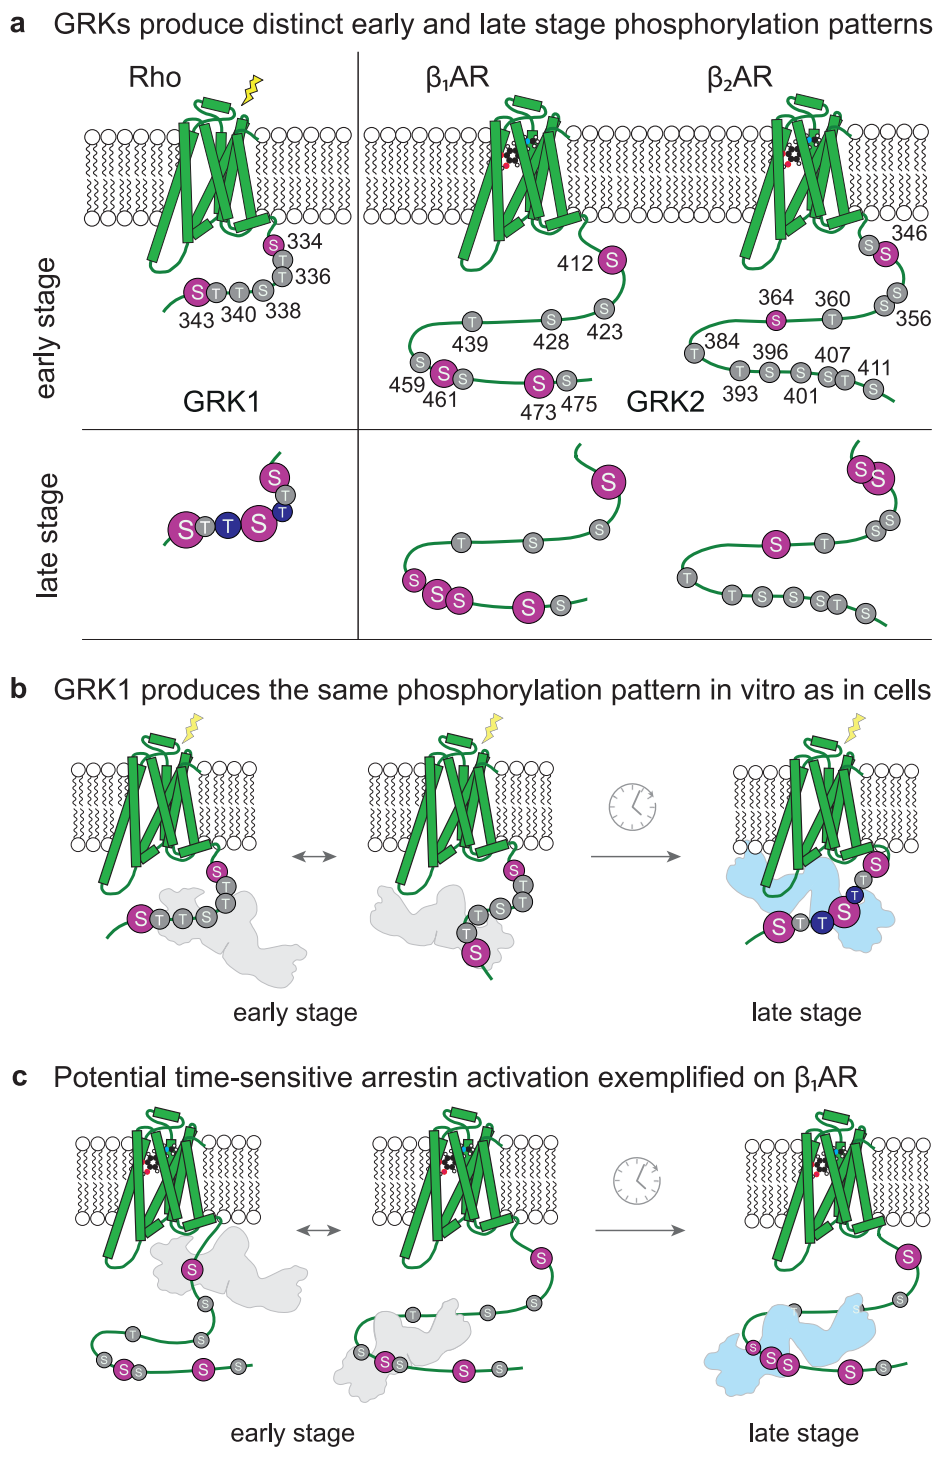 a GRKs produce distinct early and late stage phosphorylation patterns
Rho
β₁AR
β₂AR
early stage
S 334
T
T 336
S T T S
343 340 338
GRK1
412 S
T S S
439 428 423
S S S S S
459 461 473 475
GRK2
346
S S
364 360 S S 356
S T
T 384 396 407 411
T S S S T S
393 401
late stage
S
T
T
S T T S
S
T S S
S S S S S
S S
S T S S
T
T S S S T S
b GRK1 produces the same phosphorylation pattern in vitro as in cells
S
T
S T T S T
S
T
T S T
T
S
S
T
T
S T T S
early stage
late stage
c Potential time-sensitive arrestin activation exemplified on β₁AR
S
S
T S
S S S S S
S
T S S
S S S S S
S
T S S
S S S S S
early stage
late stage